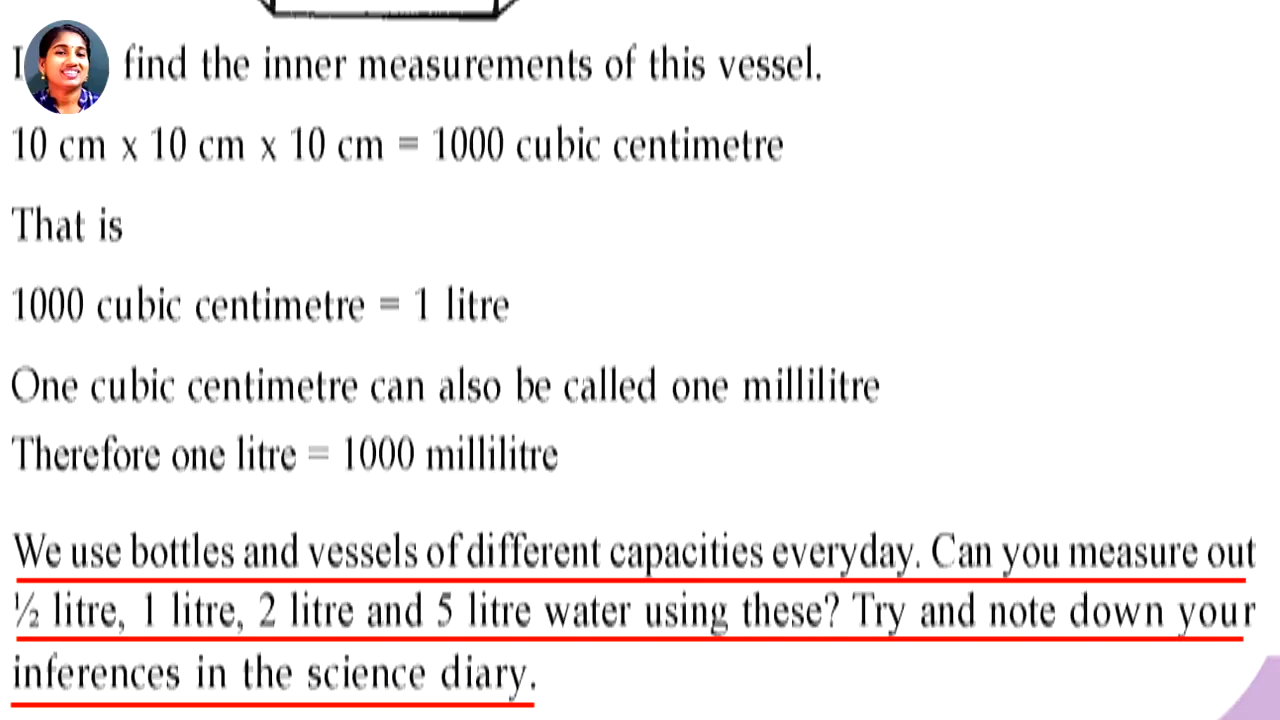 I find the inner measurements of this vessel.
10 cm x 10 cm x 10 cm = 1000 cubic centimetre
That is
1000 cubic centimetre = 1 litre
One cubic centimetre can also be called one millilitre
Therefore one litre = 1000 millilitre
We use bottles and vessels of different capacities everyday. Can you measure out
½ litre, 1 litre, 2 litre and 5 litre water using these? Try and note down your
inferences in the science diary.